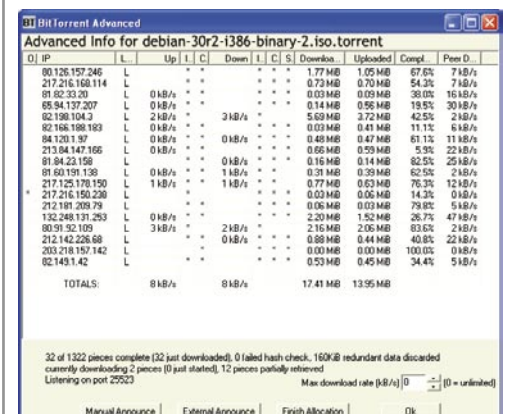 BitTorrent Advanced
Advanced Info for debian-30r2-i386-binary-2.iso.torrent
O. IP L... Up I.. C. Down I.. C. S Downloa... Uploaded Compl... Peer D...
80.126.157.246 L * * * * 1.77 MiB 1.05 MiB 67.6% 7 kB/s
217.216.168.114 L * * * * 0.73 MiB 0.70 MiB 54.3% 7 kB/s
81.82.33.20 L 0 kB/s * * * * 0.03 MiB 0.09 MiB 38.0% 16 kB/s
65.94.137.207 L 0 kB/s * * * * 0.14 MiB 0.56 MiB 19.5% 30 kB/s
82.198.104.3 L 2 kB/s * 3 kB/s * * 5.69 MiB 3.72 MiB 42.5% 2 kB/s
82.166.188.183 L 0 kB/s * * * 0.03 MiB 0.41 MiB 11.1% 6 kB/s
84.120.1.97 L 0 kB/s * 0 kB/s * * 0.48 MiB 0.47 MiB 61.1% 11 kB/s
213.84.147.166 L 0 kB/s * * * 0.66 MiB 0.59 MiB 5.9% 22 kB/s
81.84.23.158 L 0 kB/s * * * 0.16 MiB 0.14 MiB 82.5% 25 kB/s
81.60.191.138 L 0 kB/s * * 1 kB/s * * 0.31 MiB 0.39 MiB 62.5% 2 kB/s
217.125.178.150 L 1 kB/s * * 1 kB/s * * 0.77 MiB 0.63 MiB 76.3% 12 kB/s
* 217.216.150.238 L * * * * 0.03 MiB 0.06 MiB 14.3% 0 kB/s
212.181.209.79 L * * * * 0.06 MiB 0.03 MiB 79.8% 5 kB/s
132.248.131.253 L 0 kB/s * * * * 2.20 MiB 1.52 MiB 26.7% 47 kB/s
80.91.92.109 L 3 kB/s * 2 kB/s * * 2.16 MiB 2.06 MiB 83.6% 2 kB/s
212.142.226.68 L * 0 kB/s * * 0.88 MiB 0.44 MiB 40.8% 22 kB/s
203.218.157.142 L * * 0.00 MiB 0.00 MiB 100.0% 0 kB/s
82.149.1.42 L * * * * * 0.53 MiB 0.45 MiB 34.4% 5 kB/s
TOTALS: 8 kB/s 8 kB/s 17.41 MiB 13.95 MiB
32 of 1322 pieces complete (32 just downloaded), 0 failed hash check, 160KiB redundant data discarded
currently downloading 2 pieces (0 just started), 12 pieces partially retrieved
Listening on port 25523
Max download rate (kB/s) 0 (0 = unlimited)
Manual Announce External Announce Finish Allocation Ok